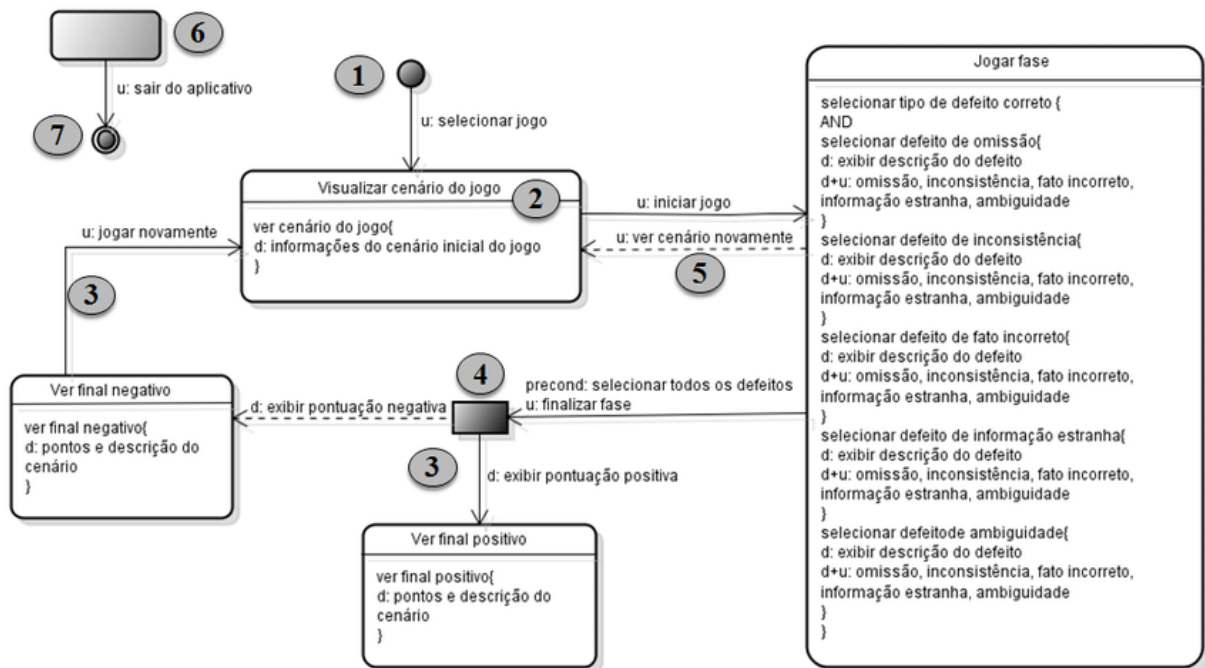 6
u: sair do aplicativo
7
1
u: selecionar jogo
Visualizar cenário do jogo
2
ver cenário do jogo{
d: informações do cenário inicial do jogo
}
u: iniciar jogo
u: ver cenário novamente
5
u: jogar novamente
3
Ver final negativo
ver final negativo{
d: pontos e descrição do
cenário
}
d: exibir pontuação negativa
4
precond: selecionar todos os defeitos
u: finalizar fase
3
d: exibir pontuação positiva
Ver final positivo
ver final positivo{
d: pontos e descrição do
cenário
}
Jogar fase
selecionar tipo de defeito correto {
AND
selecionar defeito de omissão{
d: exibir descrição do defeito
d+u: omissão, inconsistência, fato incorreto,
informação estranha, ambiguidade
}
selecionar defeito de inconsistência{
d: exibir descrição do defeito
d+u: omissão, inconsistência, fato incorreto,
informação estranha, ambiguidade
}
selecionar defeito de fato incorreto{
d: exibir descrição do defeito
d+u: omissão, inconsistência, fato incorreto,
informação estranha, ambiguidade
}
selecionar defeito de informação estranha{
d: exibir descrição do defeito
d+u: omissão, inconsistência, fato incorreto,
informação estranha, ambiguidade
}
selecionar defeitode ambiguidade{
d: exibir descrição do defeito
d+u: omissão, inconsistência, fato incorreto,
informação estranha, ambiguidade
}
}